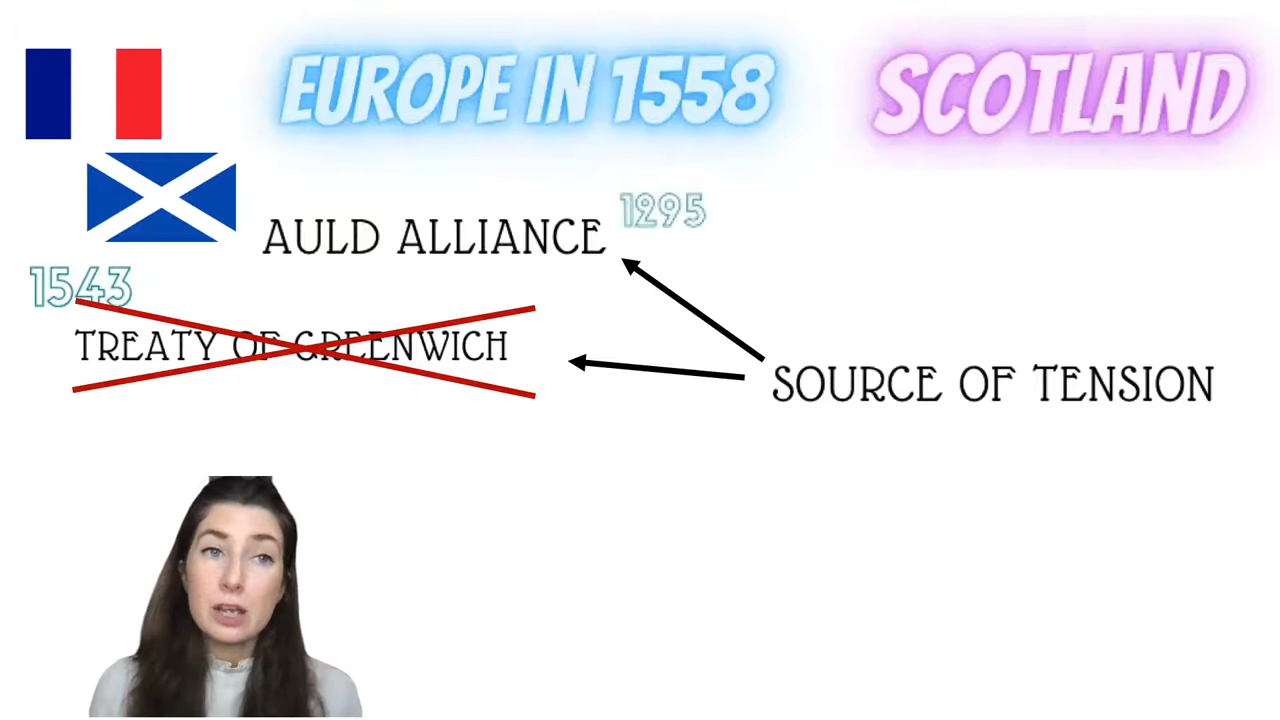 EUROPE IN 1558 SCOTLAND
AULD ALLIANCE 1295
1543
TREATY OF GREENWICH
SOURCE OF TENSION